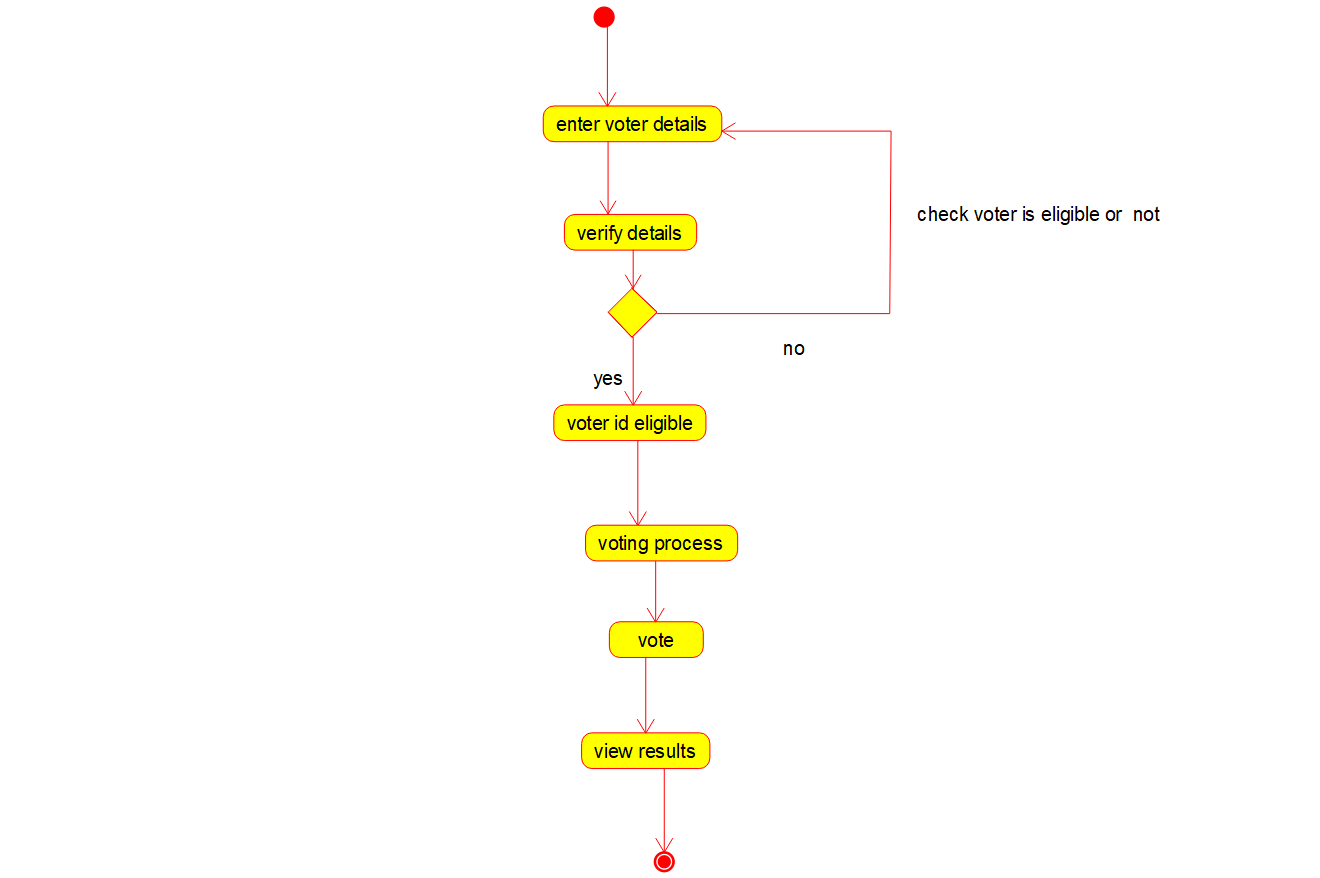 enter voter details
check voter is eligible or  not
verify details
no
yes
voter id eligible
voting process
vote
view results